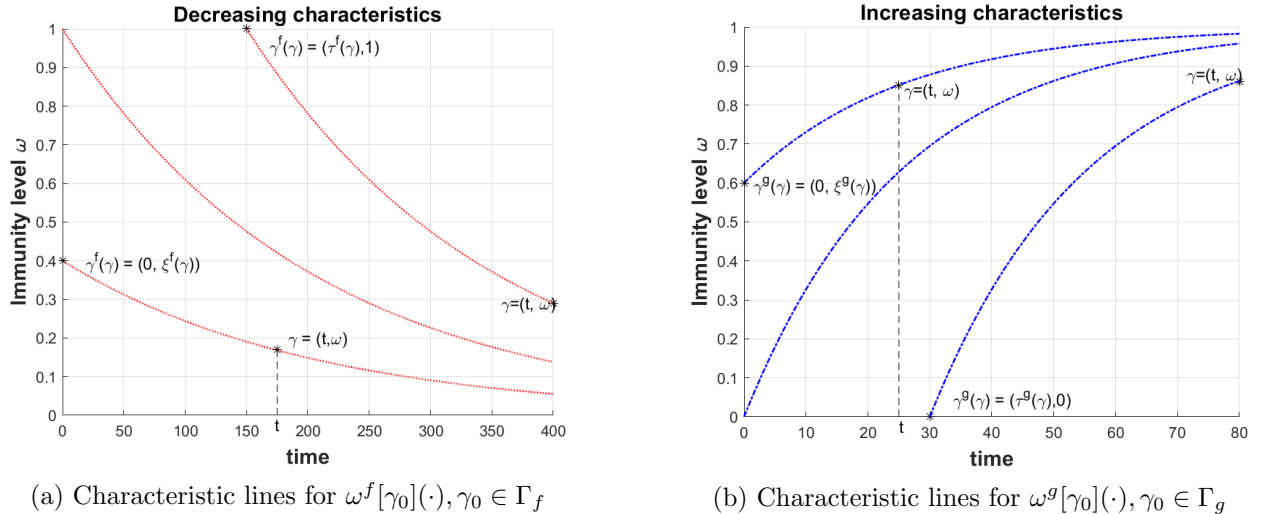 Decreasing characteristics
Immunity level ω
1
0.9
0.8
0.7
0.6
0.5
0.4
0.3
0.2
0.1
0
γᶠ(γ) = (τᶠ(γ),1)
γᶠ(γ) = (0, ξᶠ(γ))
γ=(t, ω)
γ = (t,ω)
t
0 50 100 150 200 250 300 350 400
time
(a) Characteristic lines for ωᶠ[γ₀](·), γ₀ ∈ Γ_f
Increasing characteristics
Immunity level ω
1
0.9
0.8
0.7
0.6
0.5
0.4
0.3
0.2
0.1
0
γ=(t, ω)
γ=(t, ω)
γᵍ(γ) = (0, ξᵍ(γ))
γᵍ(γ) = (τᵍ(γ),0)
t
0 10 20 30 40 50 60 70 80
time
(b) Characteristic lines for ωᵍ[γ₀](·), γ₀ ∈ Γ_g